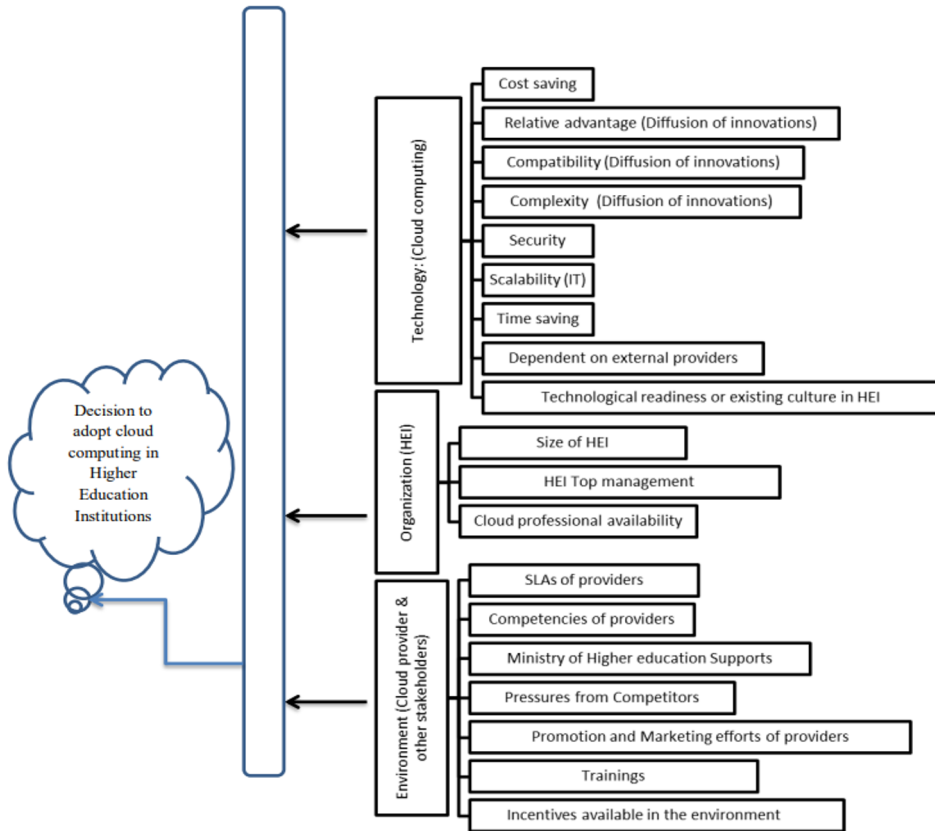 Cost saving
Relative advantage (Diffusion of innovations)
Compatibility (Diffusion of innovations)
Complexity (Diffusion of innovations)
Security
Scalability (IT)
Time saving
Dependent on external providers
Technological readiness or existing culture in HEI
Technology: (Cloud computing)
Decision to
adopt cloud
computing in
Higher
Education
Institutions
Organization (HEI)
Size of HEI
HEI Top management
Cloud professional availability
Environment (Cloud provider &
other stakeholders)
SLAs of providers
Competencies of providers
Ministry of Higher education Supports
Pressures from Competitors
Promotion and Marketing efforts of providers
Trainings
Incentives available in the environment